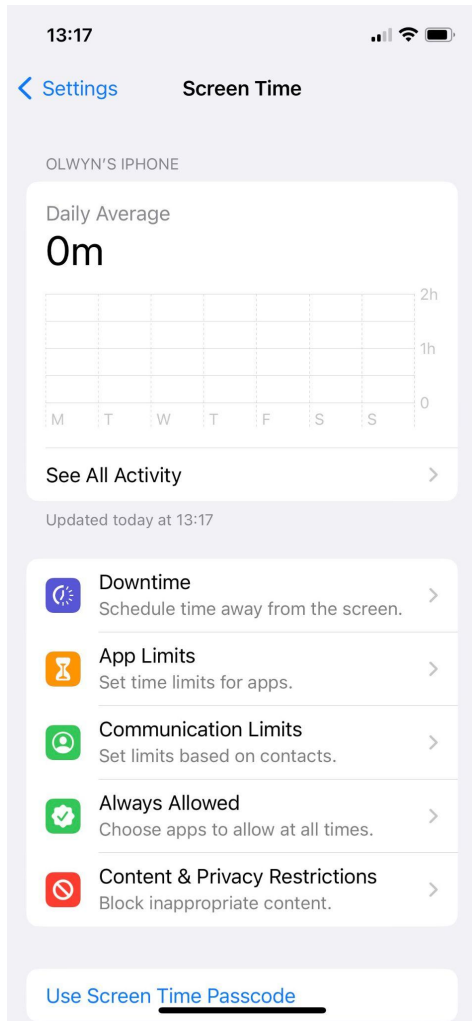 13:17
Settings
Screen Time
OLWYN'S IPHONE
Daily Average
0m
2h
1h
0
M T W T F S S
See All Activity
Updated today at 13:17
Downtime
Schedule time away from the screen.
App Limits
Set time limits for apps.
Communication Limits
Set limits based on contacts.
Always Allowed
Choose apps to allow at all times.
Content & Privacy Restrictions
Block inappropriate content.
Use Screen Time Passcode